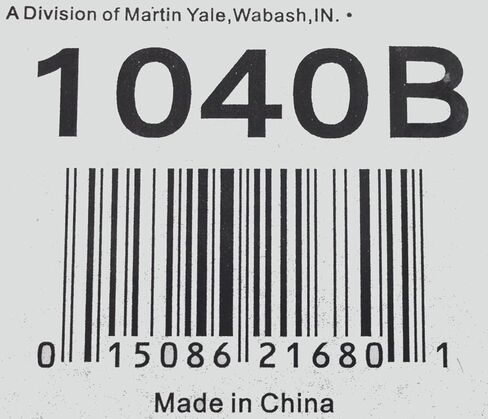 A Division of Martin Yale,Wabash,IN. •
1040B
0 15086 21680 1
Made in China